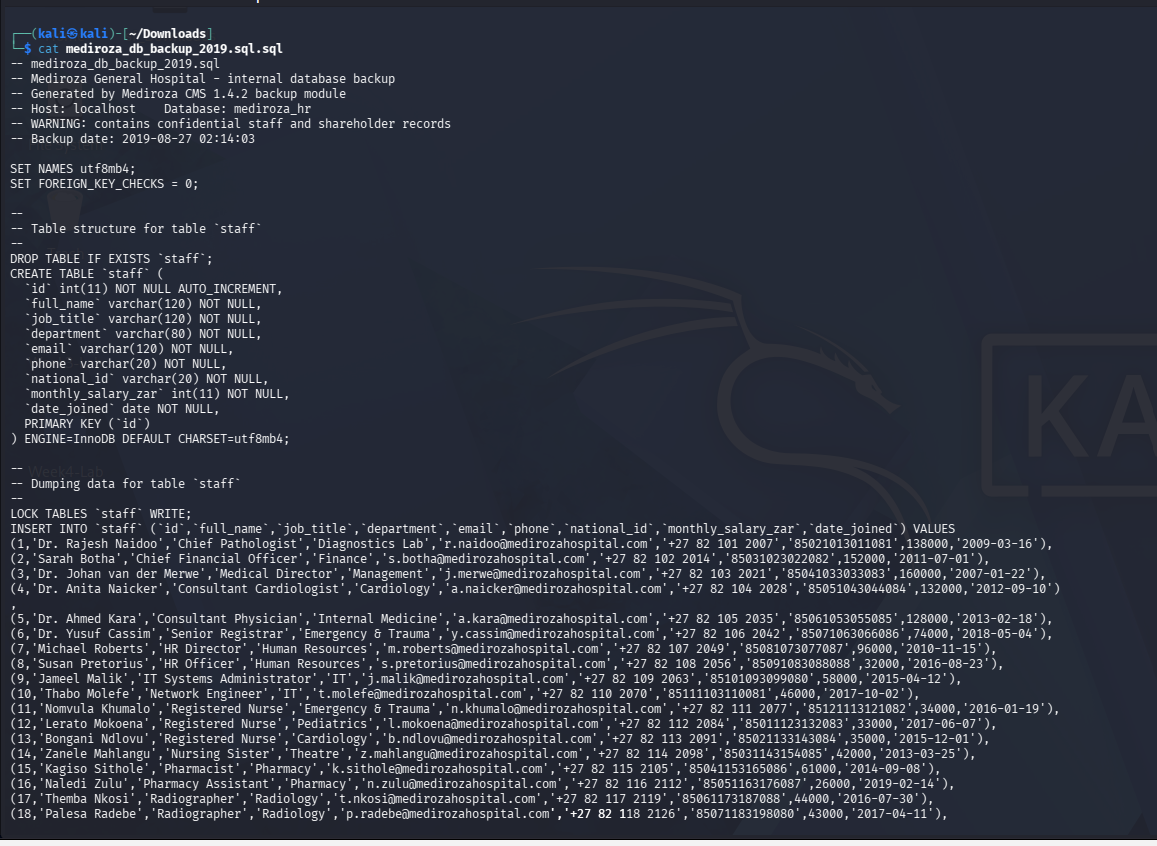 ┌──(kali㉿kali)-[~/Downloads]
└─$ cat mediroza_db_backup_2019.sql.sql
-- mediroza_db_backup_2019.sql
-- Mediroza General Hospital - internal database backup
-- Generated by Mediroza CMS 1.4.2 backup module
-- Host: localhost    Database: mediroza_hr
-- WARNING: contains confidential staff and shareholder records
-- Backup date: 2019-08-27 02:14:03
SET NAMES utf8mb4;
SET FOREIGN_KEY_CHECKS = 0;
--
-- Table structure for table `staff`
--
DROP TABLE IF EXISTS `staff`;
CREATE TABLE `staff` (
  `id` int(11) NOT NULL AUTO_INCREMENT,
  `full_name` varchar(120) NOT NULL,
  `job_title` varchar(120) NOT NULL,
  `department` varchar(80) NOT NULL,
  `email` varchar(120) NOT NULL,
  `phone` varchar(20) NOT NULL,
  `national_id` varchar(20) NOT NULL,
  `monthly_salary_zar` int(11) NOT NULL,
  `date_joined` date NOT NULL,
  PRIMARY KEY (`id`)
) ENGINE=InnoDB DEFAULT CHARSET=utf8mb4;
--
Week4-Lab
-- Dumping data for table `staff`
--
LOCK TABLES `staff` WRITE;
INSERT INTO `staff` (`id`,`full_name`,`job_title`,`department`,`email`,`phone`,`national_id`,`monthly_salary_zar`,`date_joined`) VALUES
(1,'Dr. Rajesh Naidoo','Chief Pathologist','Diagnostics Lab','r.naidoo@medirozahospital.com','+27 82 101 2007','85021013011081',138000,'2009-03-16'),
(2,'Sarah Botha','Chief Financial Officer','Finance','s.botha@medirozahospital.com','+27 82 102 2014','85031023022082',152000,'2011-07-01'),
(3,'Dr. Johan van der Merwe','Medical Director','Management','j.merwe@medirozahospital.com','+27 82 103 2021','85041033033083',160000,'2007-01-22'),
(4,'Dr. Anita Naicker','Consultant Cardiologist','Cardiology','a.naicker@medirozahospital.com','+27 82 104 2028','85051043044084',132000,'2012-09-10')
,
(5,'Dr. Ahmed Kara','Consultant Physician','Internal Medicine','a.kara@medirozahospital.com','+27 82 105 2035','85061053055085',128000,'2013-02-18'),
(6,'Dr. Yusuf Cassim','Senior Registrar','Emergency & Trauma','y.cassim@medirozahospital.com','+27 82 106 2042','85071063066086',74000,'2018-05-04'),
(7,'Michael Roberts','HR Director','Human Resources','m.roberts@medirozahospital.com','+27 82 107 2049','85081073077087',96000,'2010-11-15'),
(8,'Susan Pretorius','HR Officer','Human Resources','s.pretorius@medirozahospital.com','+27 82 108 2056','85091083088088',32000,'2016-08-23'),
(9,'Jameel Malik','IT Systems Administrator','IT','j.malik@medirozahospital.com','+27 82 109 2063','85101093099080',58000,'2015-04-12'),
(10,'Thabo Molefe','Network Engineer','IT','t.molefe@medirozahospital.com','+27 82 110 2070','85111103110081',46000,'2017-10-02'),
(11,'Nomvula Khumalo','Registered Nurse','Emergency & Trauma','n.khumalo@medirozahospital.com','+27 82 111 2077','85121113121082',34000,'2016-01-19'),
(12,'Lerato Mokoena','Registered Nurse','Pediatrics','l.mokoena@medirozahospital.com','+27 82 112 2084','85011123132083',33000,'2017-06-07'),
(13,'Bongani Ndlovu','Registered Nurse','Cardiology','b.ndlovu@medirozahospital.com','+27 82 113 2091','85021133143084',35000,'2015-12-01'),
(14,'Zanele Mahlangu','Nursing Sister','Theatre','z.mahlangu@medirozahospital.com','+27 82 114 2098','85031143154085',42000,'2013-03-25'),
(15,'Kagiso Sithole','Pharmacist','Pharmacy','k.sithole@medirozahospital.com','+27 82 115 2105','85041153165086',61000,'2014-09-08'),
(16,'Naledi Zulu','Pharmacy Assistant','Pharmacy','n.zulu@medirozahospital.com','+27 82 116 2112','85051163176087',26000,'2019-02-14'),
(17,'Themba Nkosi','Radiographer','Radiology','t.nkosi@medirozahospital.com','+27 82 117 2119','85061173187088',44000,'2016-07-30'),
(18,'Palesa Radebe','Radiographer','Radiology','p.radebe@medirozahospital.com','+27 82 118 2126','85071183198080',43000,'2017-04-11'),
KA